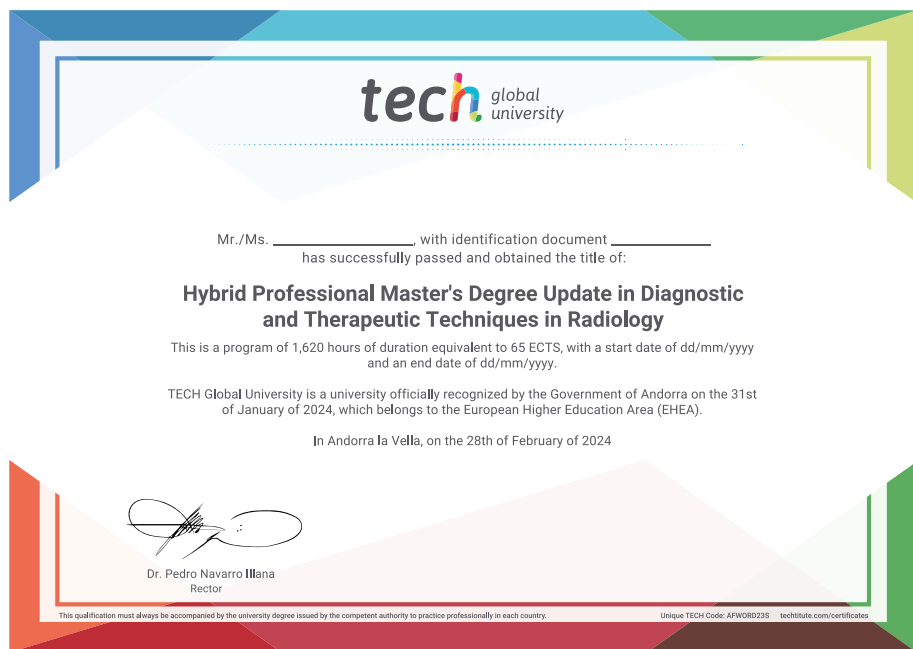 tech global
university
Mr./Ms. ____________________, with identification document ______________
has successfully passed and obtained the title of:
Hybrid Professional Master's Degree Update in Diagnostic
and Therapeutic Techniques in Radiology
This is a program of 1,620 hours of duration equivalent to 65 ECTS, with a start date of dd/mm/yyyy
and an end date of dd/mm/yyyy.
TECH Global University is a university officially recognized by the Government of Andorra on the 31st
of January of 2024, which belongs to the European Higher Education Area (EHEA).
In Andorra la Vella, on the 28th of February of 2024
Dr. Pedro Navarro Illana
Rector
This qualification must always be accompanied by the university degree issued by the competent authority to practice professionally in each country.
Unique TECH Code: AFWORD23S techtitute.com/certificates